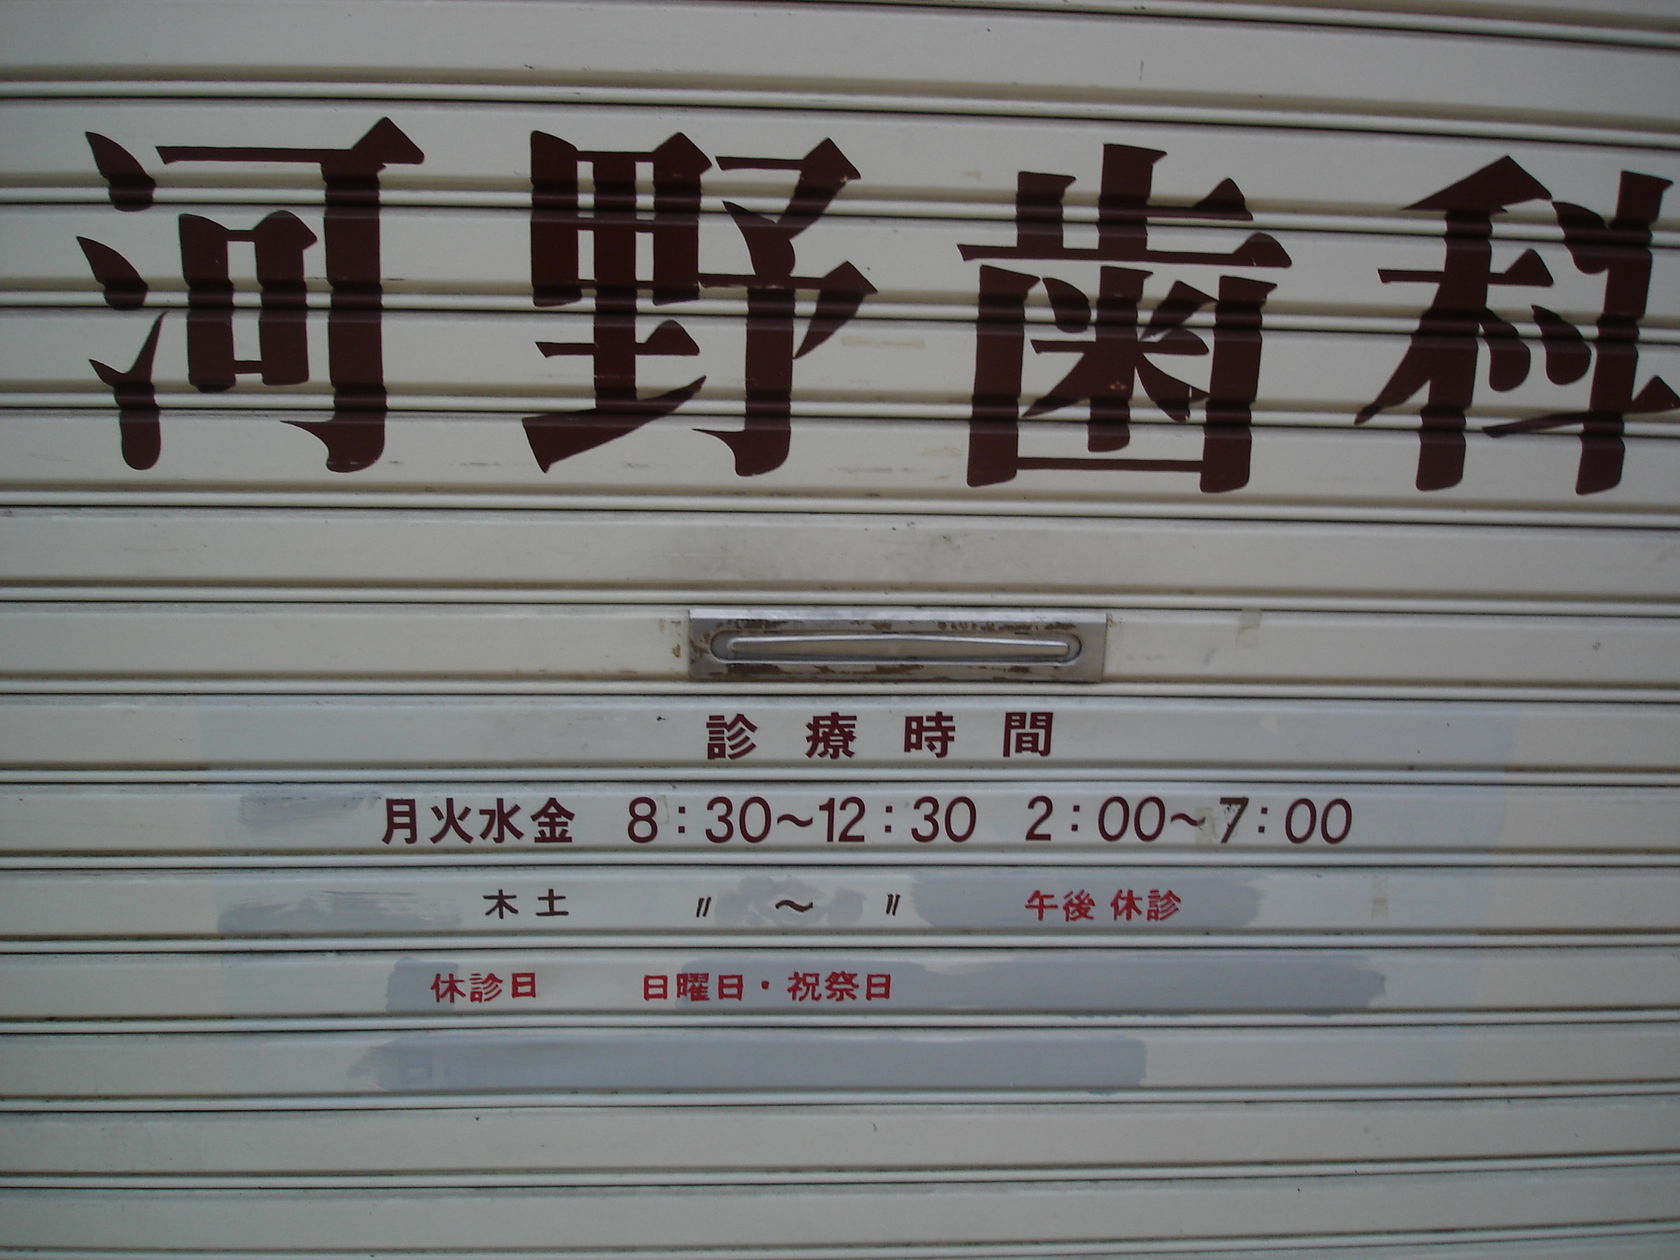 河野歯科
診療時間
月火水金 8:30〜12:30 2:00〜7:00
木土 〃 〜 〃 午後 休診
休診日 日曜日・祝祭日